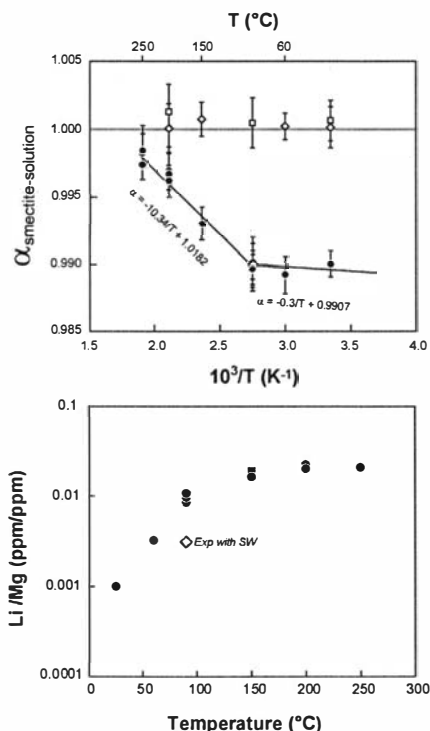 T (°C)
250 150 60
1.005
1.000
0.995
0.990
0.985
αsmectite-solution
α = -10.34/T + 1.0182
α = -0.3/T + 0.9907
1.5 2.0 2.5 3.0 3.5 4.0
10³/T (K⁻¹)
0.1
0.01
0.001
0.0001
Li /Mg (ppm/ppm)
Exp with SW
0 50 100 150 200 250 300
Temperature (°C)